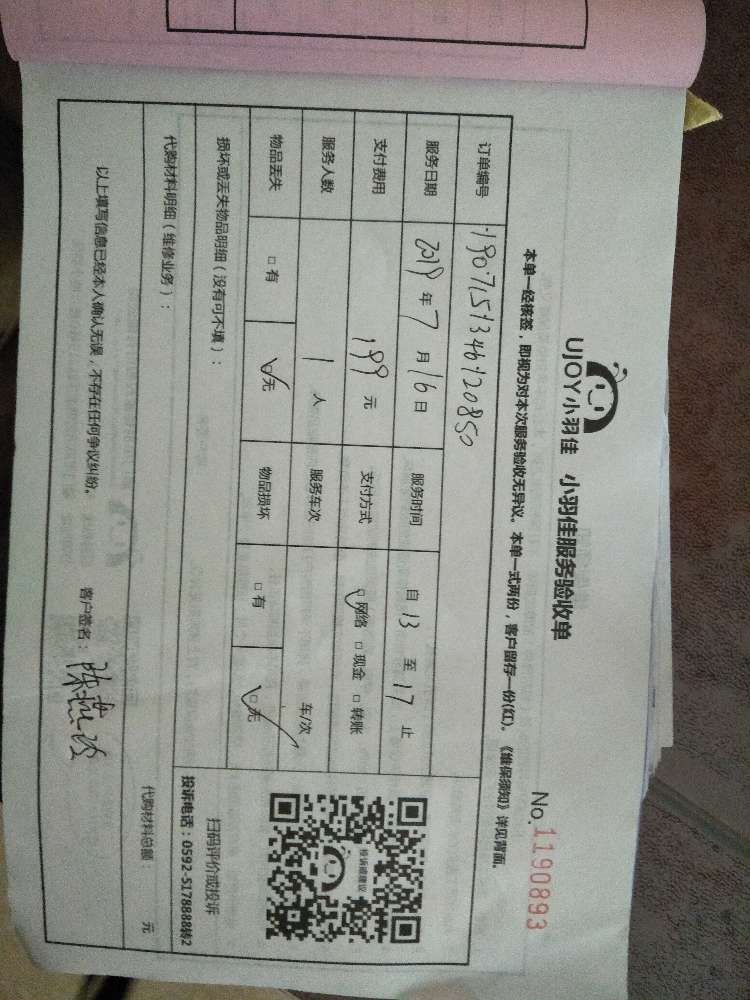 UJOY小羽佳 小羽佳服务验收单
No.1190893
本单一经核签，即视为对本次服务验收无异议。本单一式两份，客户留存一份(红)。《维保须知》详见背面。
订单编号 1907151346120850
服务日期 2019年7月16日 服务时间 自13至17止
支付费用 199元 支付方式 □网络 □现金 □转账
服务人数 1人 服务车次 车/次
物品丢失 □有 □无 物品损坏 □有 □无
损坏或丢失物品明细（没有可不填）：
扫码评价或投诉
投诉建议
投诉电话：0592-5178888转2
代购材料明细（维修业务）：
代购材料总额： 元
以上填写信息已经本人确认无误，不存在任何争议纠纷。 客户签名：